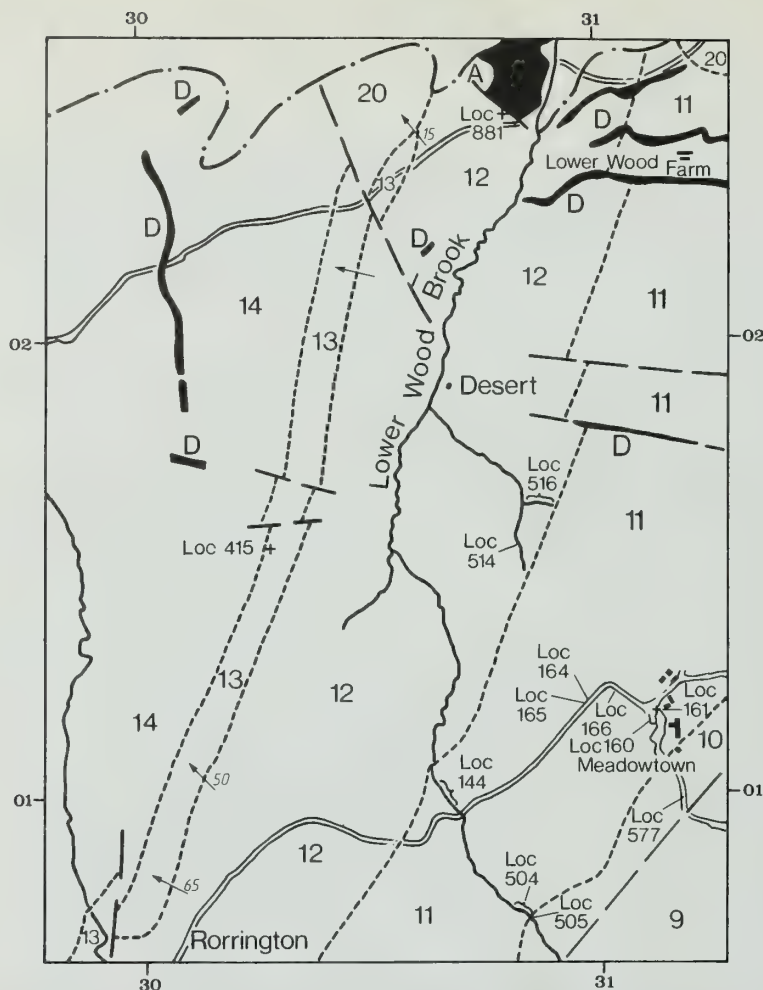 30
31
D
20
A
Loc
881
15
20
11
D
Lower Wood
Farm
13
12
D
D
D
14
12
11
Lower Wood Brook
02
02
13
Desert
11
D
D
Loc
516
11
Loc 415
Loc
514
13
12
Loc
164
Loc
165
Loc
166
Loc
161
Loc 160
10
Meadowtown
14
Loc
144
50
01
01
Loc
577
12
65
Loc
504
11
Loc
505
9
13
Rorrington
30
31